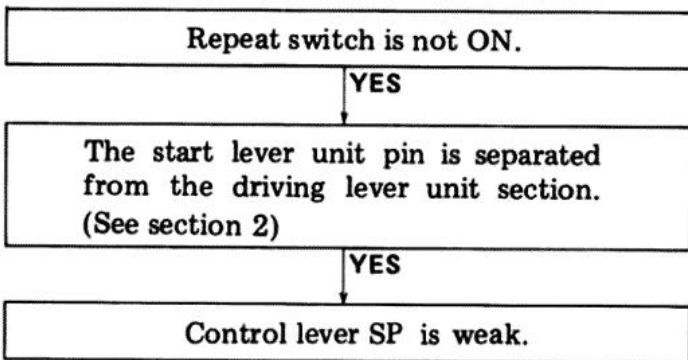 Repeat switch is not ON.
YES
The start lever unit pin is separated
from the driving lever unit section.
(See section 2)
YES
Control lever SP is weak.